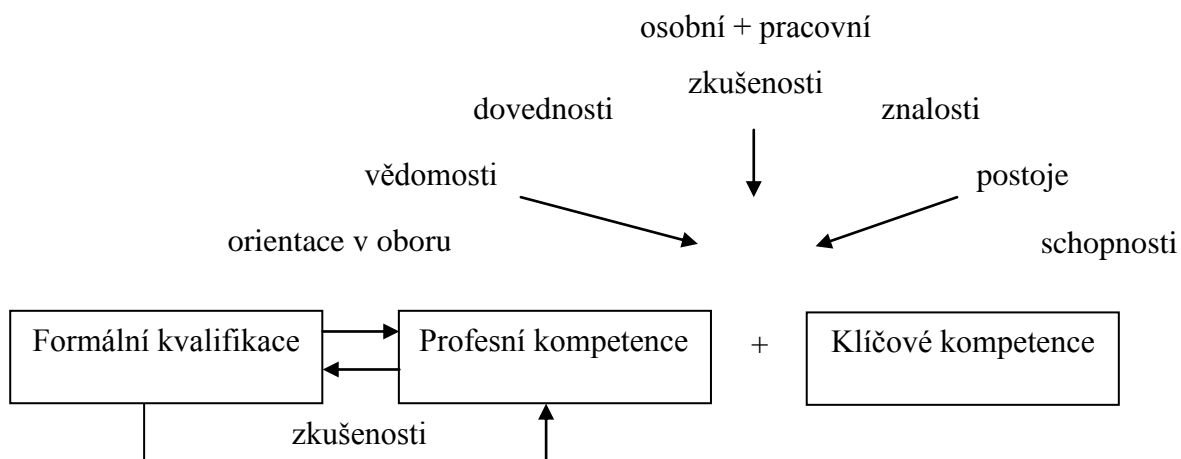 osobní + pracovní
zkušenosti
dovednosti
znalosti
vědomosti
postoje
orientace v oboru
schopnosti
Formální kvalifikace
Profesní kompetence
+
Klíčové kompetence
zkušenosti